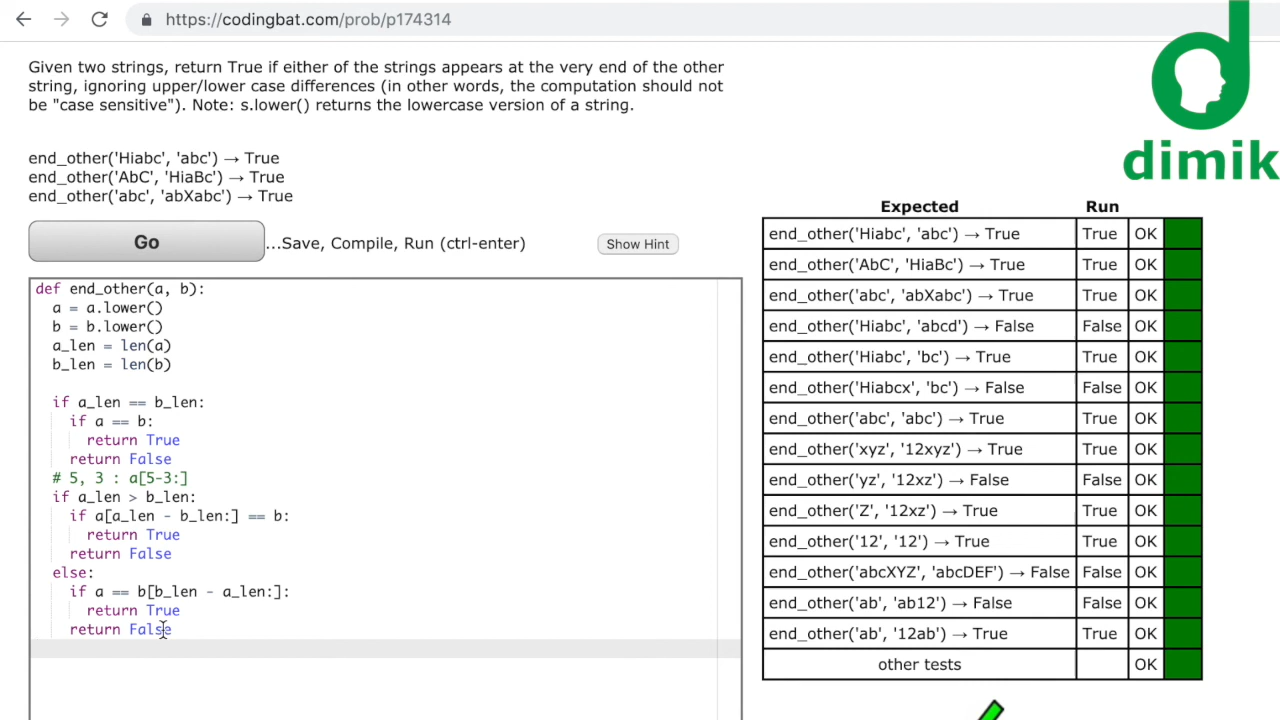 https://codingbat.com/prob/p174314
Given two strings, return True if either of the strings appears at the very end of the other
string, ignoring upper/lower case differences (in other words, the computation should not
be "case sensitive"). Note: s.lower() returns the lowercase version of a string.
end_other('Hiabc', 'abc') → True
end_other('AbC', 'HiaBc') → True
end_other('abc', 'abXabc') → True
Go ...Save, Compile, Run (ctrl-enter) Show Hint
def end_other(a, b):
  a = a.lower()
  b = b.lower()
  a_len = len(a)
  b_len = len(b)
  if a_len == b_len:
    if a == b:
      return True
    return False
  # 5, 3 : a[5-3:]
  if a_len > b_len:
    if a[a_len - b_len:] == b:
      return True
    return False
  else:
    if a == b[b_len - a_len:]:
      return True
    return False
dimik
Expected Run
end_other('Hiabc', 'abc') → True True OK
end_other('AbC', 'HiaBc') → True True OK
end_other('abc', 'abXabc') → True True OK
end_other('Hiabc', 'abcd') → False False OK
end_other('Hiabc', 'bc') → True True OK
end_other('Hiabcx', 'bc') → False False OK
end_other('abc', 'abc') → True True OK
end_other('xyz', '12xyz') → True True OK
end_other('yz', '12xz') → False False OK
end_other('Z', '12xz') → True True OK
end_other('12', '12') → True True OK
end_other('abcXYZ', 'abcDEF') → False False OK
end_other('ab', 'ab12') → False False OK
end_other('ab', '12ab') → True True OK
other tests OK